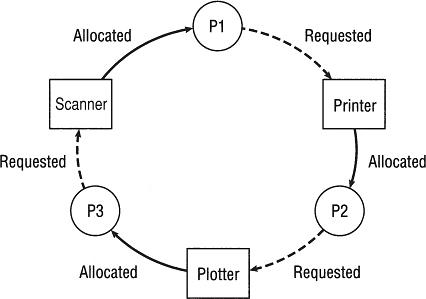 P1
Allocated
Requested
Scanner
Printer
Requested
Allocated
P3
P2
Allocated
Plotter
Requested